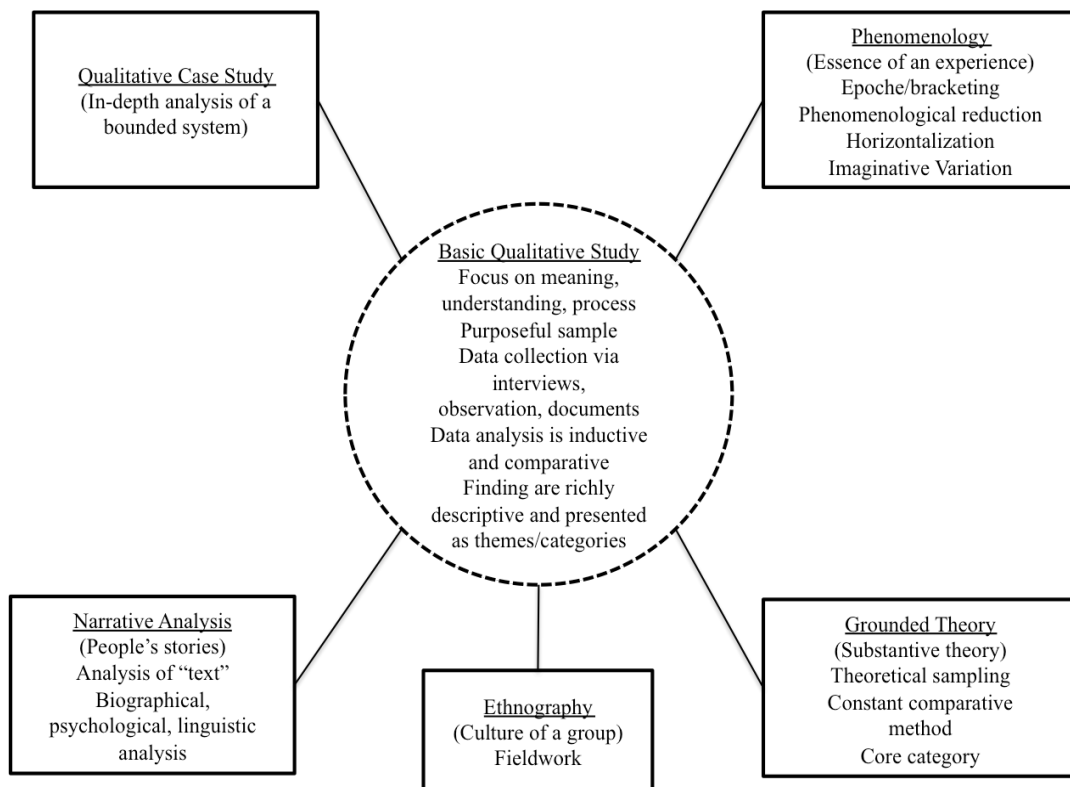 Qualitative Case Study
(In-depth analysis of a
bounded system)
Phenomenology
(Essence of an experience)
Epoche/bracketing
Phenomenological reduction
Horizontalization
Imaginative Variation
Basic Qualitative Study
Focus on meaning,
understanding, process
Purposeful sample
Data collection via
interviews,
observation, documents
Data analysis is inductive
and comparative
Finding are richly
descriptive and presented
as themes/categories
Narrative Analysis
(People’s stories)
Analysis of “text”
Biographical,
psychological, linguistic
analysis
Ethnography
(Culture of a group)
Fieldwork
Grounded Theory
(Substantive theory)
Theoretical sampling
Constant comparative
method
Core category